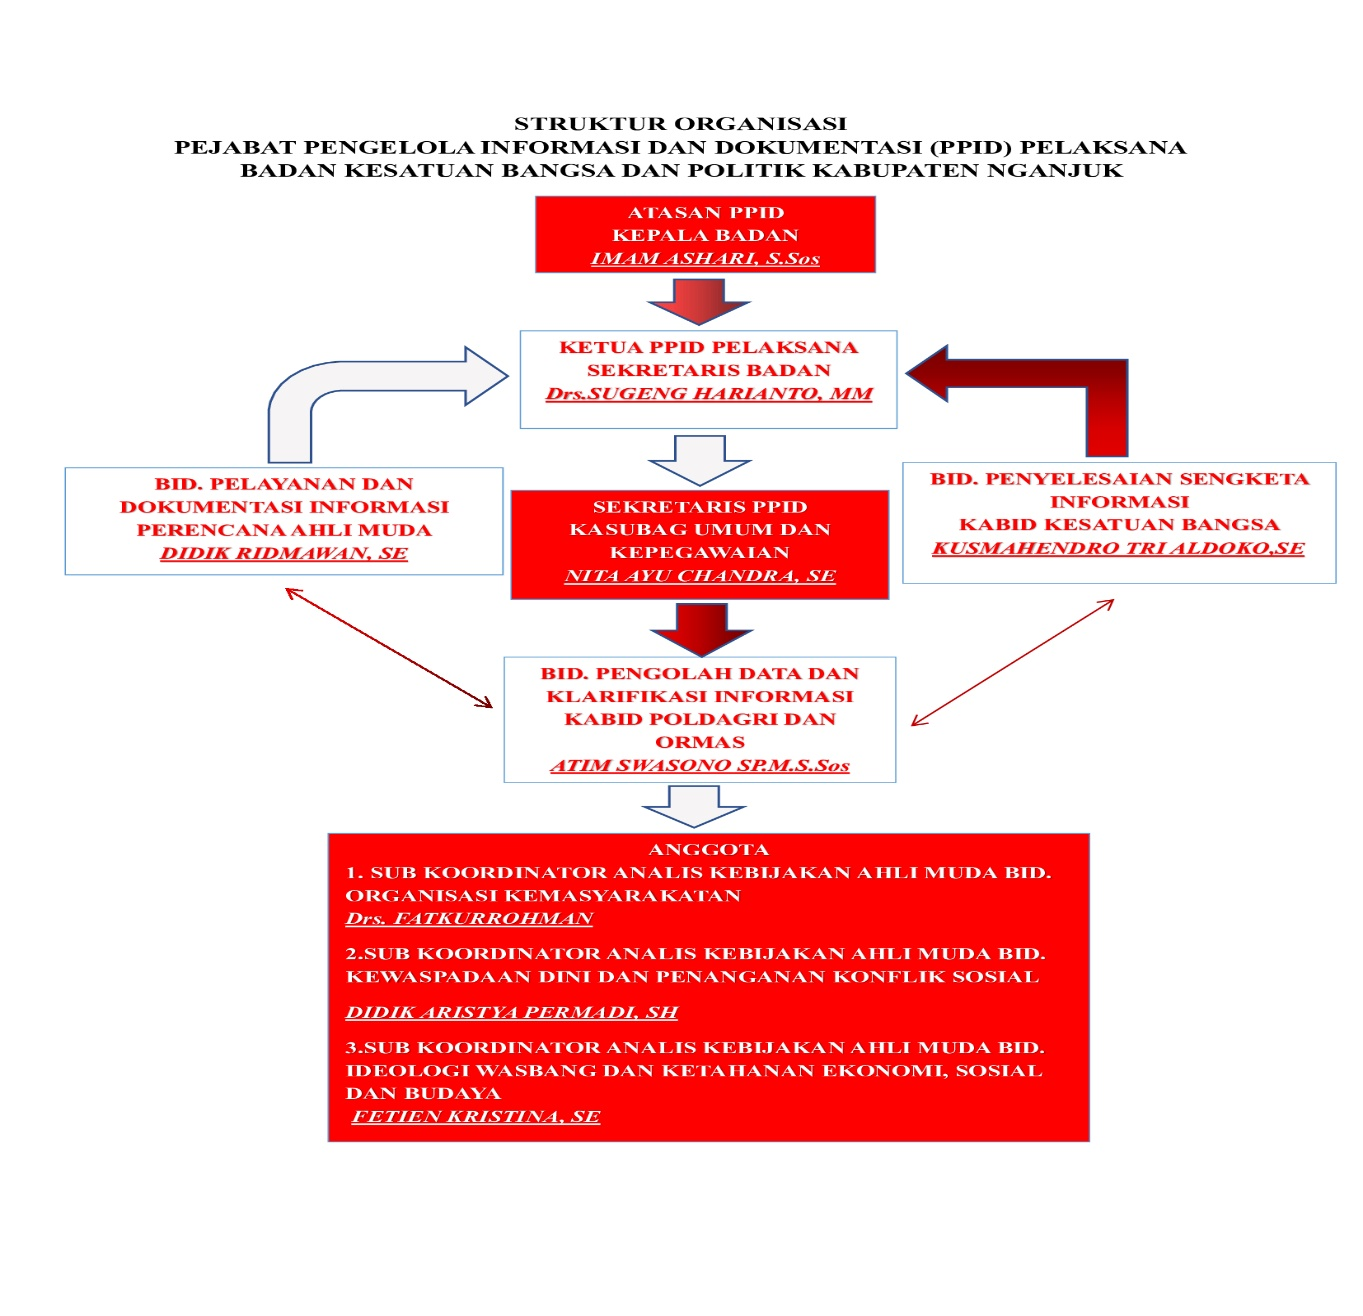 STRUKTUR ORGANISASI
PEJABAT PENGELOLA INFORMASI DAN DOKUMENTASI (PPID) PELAKSANA
BADAN KESATUAN BANGSA DAN POLITIK KABUPATEN NGANJUK
ATASAN PPID
KEPALA BADAN
IMAM ASHARI, S.Sos
KETUA PPID PELAKSANA
SEKRETARIS BADAN
Drs.SUGENG HARIANTO, MM
BID. PELAYANAN DAN
DOKUMENTASI INFORMASI
PERENCANA AHLI MUDA
DIDIK RIDMAWAN, SE
SEKRETARIS PPID
KASUBAG UMUM DAN
KEPEGAWAIAN
NITA AYU CHANDRA, SE
BID. PENYELESAIAN SENGKETA
INFORMASI
KABID KESATUAN BANGSA
KUSMAHENDRO TRI ALDOKO,SE
BID. PENGOLAH DATA DAN
KLARIFIKASI INFORMASI
KABID POLDAGRI DAN
ORMAS
ATIM SWASONO SP.M.S.Sos
ANGGOTA
1. SUB KOORDINATOR ANALIS KEBIJAKAN AHLI MUDA BID.
ORGANISASI KEMASYARAKATAN
Drs. FATKURROHMAN
2.SUB KOORDINATOR ANALIS KEBIJAKAN AHLI MUDA BID.
KEWASPADAAN DINI DAN PENANGANAN KONFLIK SOSIAL
DIDIK ARISTYA PERMADI, SH
3.SUB KOORDINATOR ANALIS KEBIJAKAN AHLI MUDA BID.
IDEOLOGI WASBANG DAN KETAHANAN EKONOMI, SOSIAL
DAN BUDAYA
FETIEN KRISTINA, SE